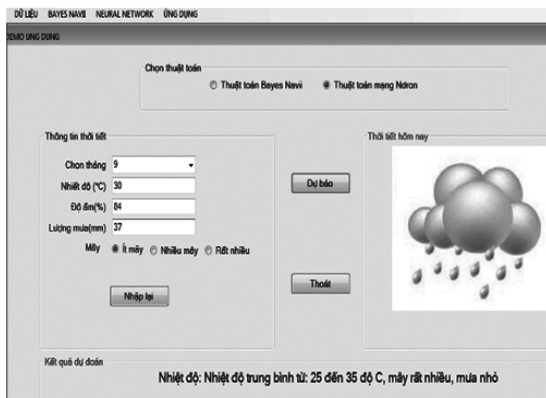 DỮ LIỆU BAYES NAVII NEURAL NETWORK ỨNG DỤNG
DEMO UNG DUNG
Chọn thuật toán
Thuật toán Bayes Navii Thuật toán mạng Nơron
Thông tin thời tiết
Thời tiết hôm nay
Chọn tháng 9
Nhiết độ (°C) 30
Dự báo
Độ ẩm(%) 84
Lượng mưa(mm) 37
Mây Ít mây Nhiều mây Rất nhiều
Nhập lại
Thoát
Kết quả dự đoán
Nhiệt độ: Nhiệt độ trung bình từ: 25 đến 35 độ C, mây rất nhiều, mưa nhỏ